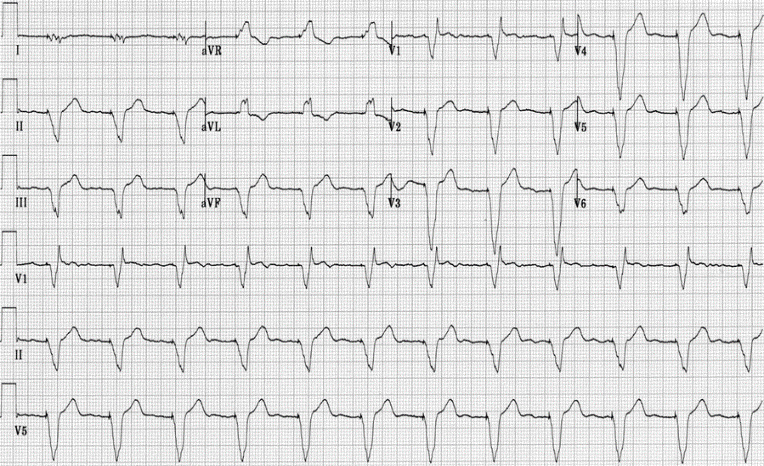 I aVR V1 V4
II aVL V2 V5
III aVF V3 V6
V1
II
V5